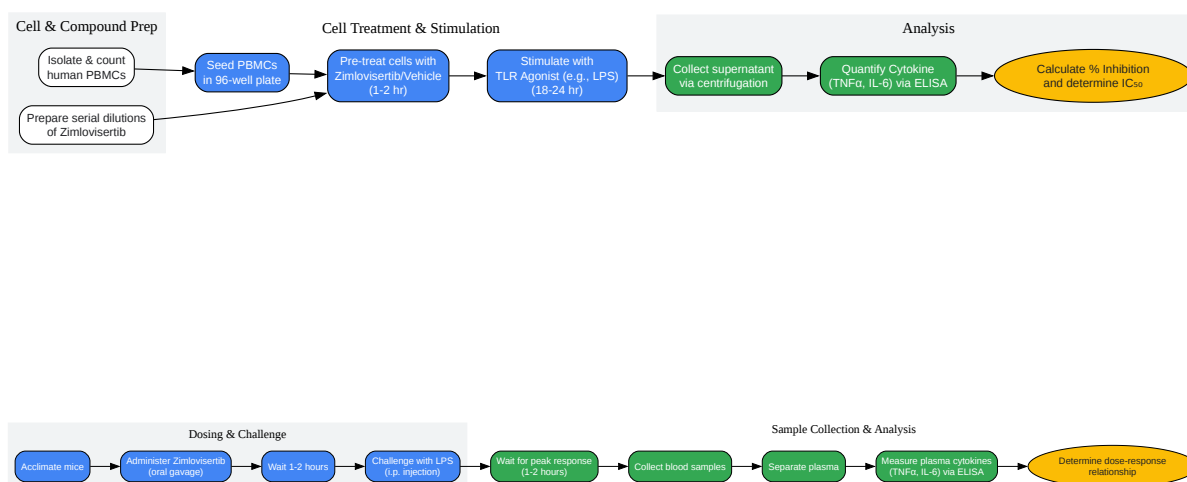 Cell & Compound Prep
Isolate & count
human PBMCs
Prepare serial dilutions
of Zimlovisertib
Cell Treatment & Stimulation
Seed PBMCs
in 96-well plate
Pre-treat cells with
Zimlovisertib/Vehicle
(1-2 hr)
Stimulate with
TLR Agonist (e.g., LPS)
(18-24 hr)
Analysis
Collect supernatant
via centrifugation
Quantify Cytokine
(TNFα, IL-6) via ELISA
Calculate % Inhibition
and determine IC₅₀
Dosing & Challenge
Acclimate mice
Administer Zimlovisertib
(oral gavage)
Wait 1-2 hours
Challenge with LPS
(i.p. injection)
Sample Collection & Analysis
Wait for peak response
(1-2 hours)
Collect blood samples
Separate plasma
Measure plasma cytokines
(TNFα, IL-6) via ELISA
Determine dose-response
relationship